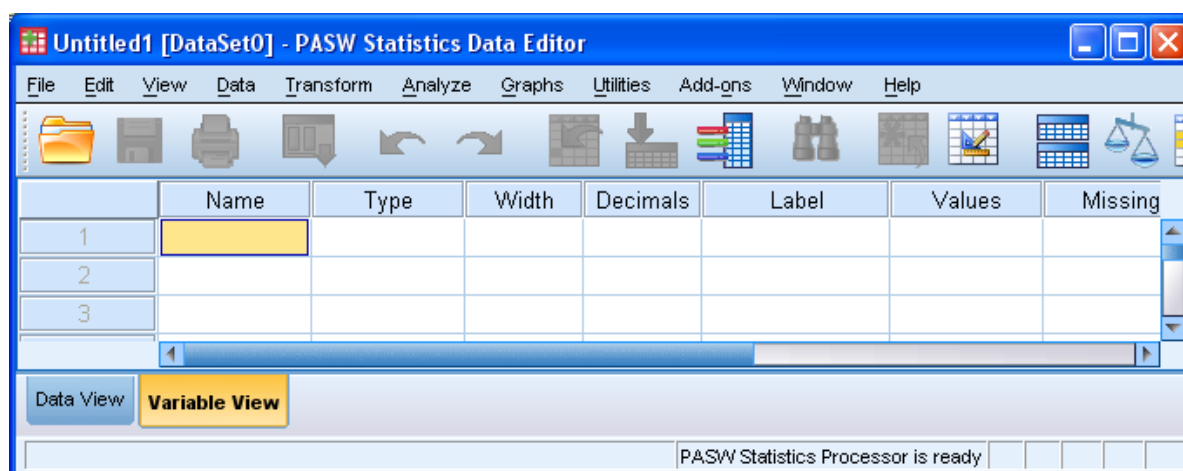 Untitled1 [DataSet0] - PASW Statistics Data Editor
File Edit View Data Transform Analyze Graphs Utilities Add-ons Window Help
Name Type Width Decimals Label Values Missing
1
2
3
Data View Variable View
PASW Statistics Processor is ready